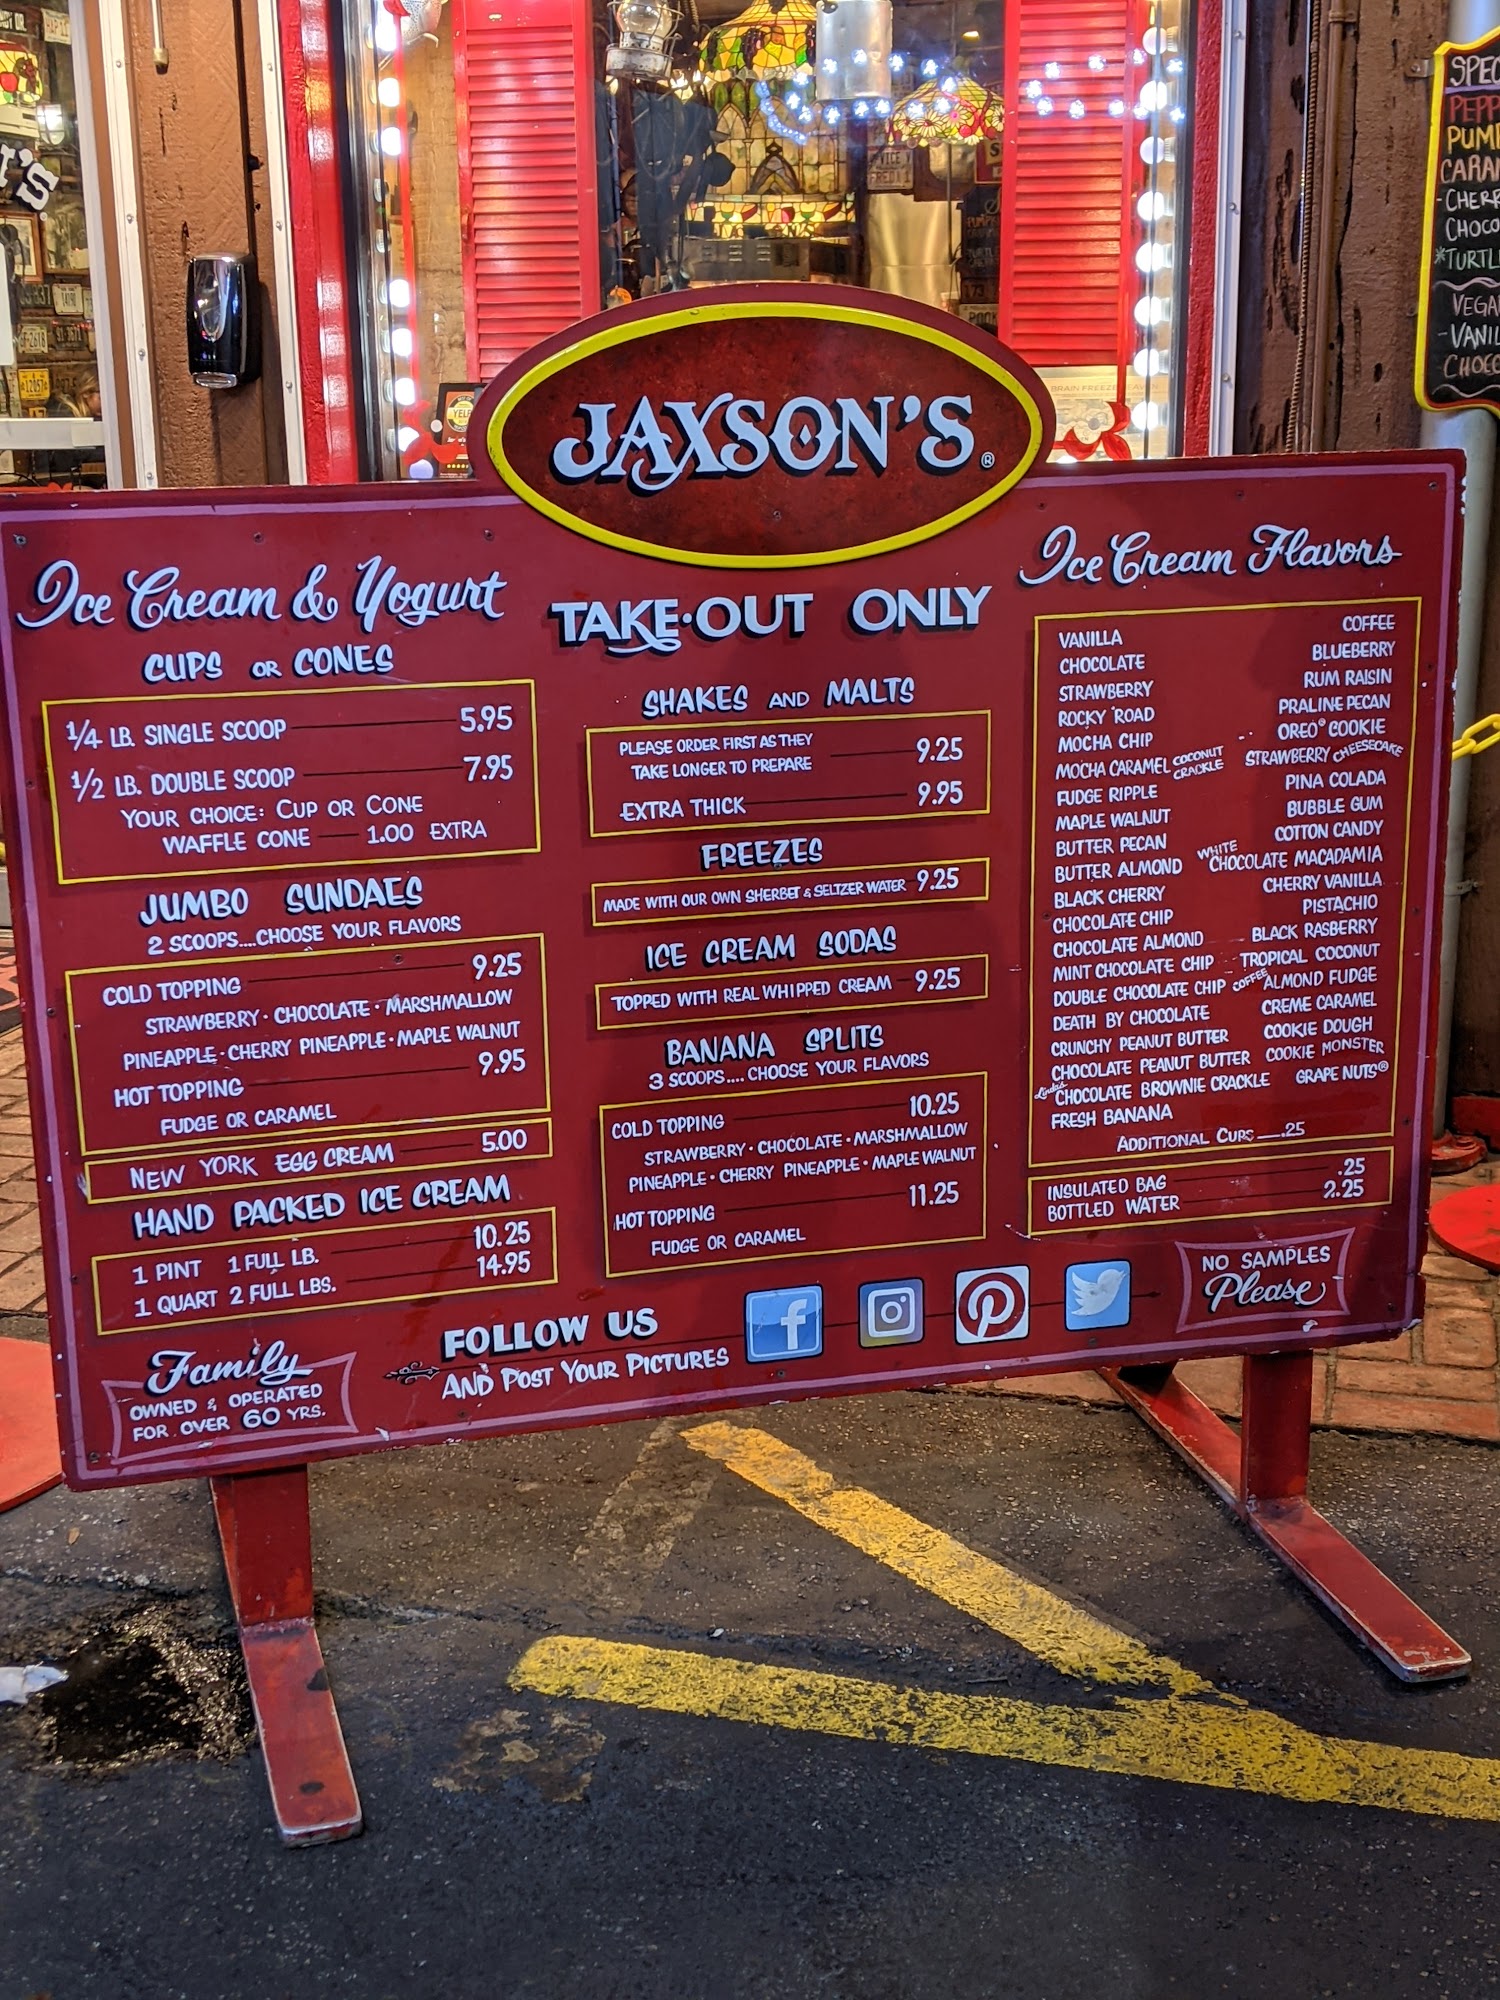 JAXSON'S®
Ice Cream & Yogurt
CUPS OR CONES
1/4 LB. SINGLE SCOOP 5.95
1/2 LB. DOUBLE SCOOP 7.95
YOUR CHOICE: CUP OR CONE
WAFFLE CONE 1.00 EXTRA
JUMBO SUNDAES
2 SCOOPS....CHOOSE YOUR FLAVORS
COLD TOPPING 9.25
STRAWBERRY • CHOCOLATE • MARSHMALLOW
PINEAPPLE • CHERRY PINEAPPLE • MAPLE WALNUT
HOT TOPPING 9.95
FUDGE OR CARAMEL
NEW YORK EGG CREAM 5.00
HAND PACKED ICE CREAM
1 PINT 1 FULL LB. 10.25
1 QUART 2 FULL LBS. 14.95
Family
OWNED & OPERATED
FOR OVER 60 YRS.
TAKE-OUT ONLY
SHAKES AND MALTS
PLEASE ORDER FIRST AS THEY
TAKE LONGER TO PREPARE 9.25
EXTRA THICK 9.95
FREEZES
MADE WITH OUR OWN SHERBET & SELTZER WATER 9.25
ICE CREAM SODAS
TOPPED WITH REAL WHIPPED CREAM 9.25
BANANA SPLITS
3 SCOOPS.... CHOOSE YOUR FLAVORS
COLD TOPPING 10.25
STRAWBERRY • CHOCOLATE • MARSHMALLOW
PINEAPPLE • CHERRY PINEAPPLE • MAPLE WALNUT
HOT TOPPING 11.25
FUDGE OR CARAMEL
FOLLOW US
AND POST YOUR PICTURES
Ice Cream Flavors
VANILLA
CHOCOLATE
STRAWBERRY
ROCKY ROAD
MOCHA CHIP
MOCHA CARAMEL COCONUT CRACKLE
FUDGE RIPPLE
MAPLE WALNUT
BUTTER PECAN
BUTTER ALMOND
BLACK CHERRY
CHOCOLATE CHIP
CHOCOLATE ALMOND
MINT CHOCOLATE CHIP
DOUBLE CHOCOLATE CHIP
DEATH BY CHOCOLATE
CRUNCHY PEANUT BUTTER
CHOCOLATE PEANUT BUTTER
Linda's CHOCOLATE BROWNIE CRACKLE
FRESH BANANA
COFFEE
BLUEBERRY
RUM RAISIN
PRALINE PECAN
OREO® COOKIE
STRAWBERRY CHEESECAKE
PINA COLADA
BUBBLE GUM
COTTON CANDY
WHITE CHOCOLATE MACADAMIA
CHERRY VANILLA
PISTACHIO
BLACK RASBERRY
TROPICAL COCONUT
COFFEE ALMOND FUDGE
CREME CARAMEL
COOKIE DOUGH
COOKIE MONSTER
GRAPE NUTS®
ADDITIONAL CUPS .25
INSULATED BAG .25
BOTTLED WATER 2.25
NO SAMPLES
Please
SPEC
PEPP
PUM
CARA
-CHERR
CHOCO
*TURTL
VEGA
-VANIL
CHOCO